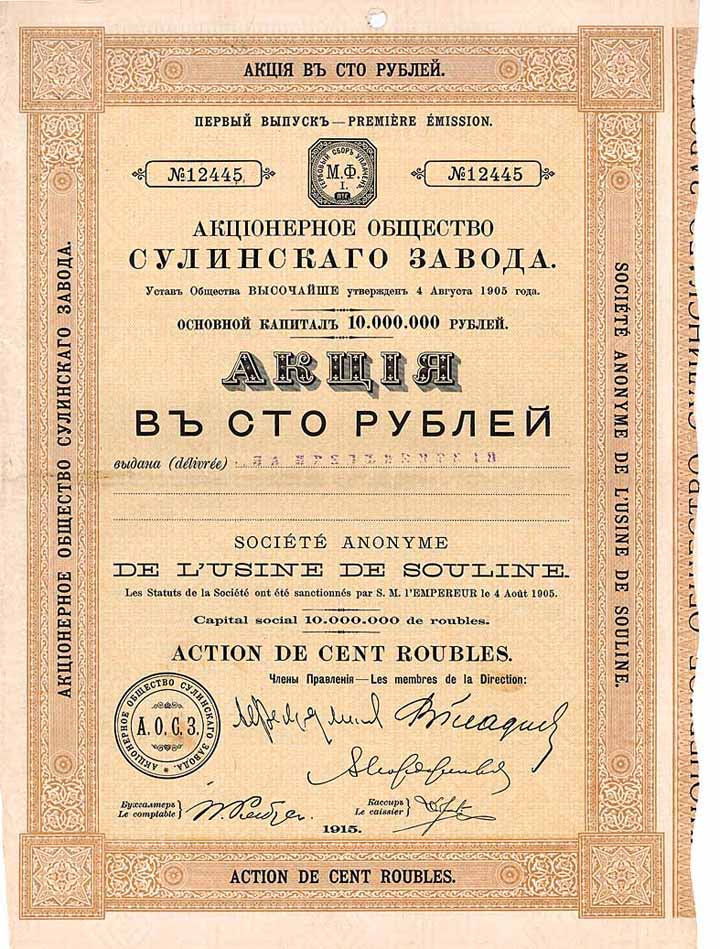 АКЦІЯ ВЪ СТО РУБЛЕЙ.
ПЕРВЫЙ ВЫПУСКЪ — PREMIÈRE ÉMISSION.
№12445
ГЕРБОВЫЙ СБОРЪ УПЛАЧЕНЪ.
М.Ф.
I.
№12445
АКЦІОНЕРНОЕ ОБЩЕСТВО
СУЛИНСКАГО ЗАВОДА.
Уставъ Общества ВЫСОЧАЙШЕ утвержденъ 4 Августа 1905 года.
ОСНОВНОЙ КАПИТАЛЪ 10.000.000 РУБЛЕЙ.
АКЦІЯ
ВЪ СТО РУБЛЕЙ
выдана (délivrée)
SOCIÉTÉ ANONYME
DE L'USINE DE SOULINE.
Les Statuts de la Société ont été sanctionnés par S. M. l'EMPEREUR le 4 Août 1905.
Capital social 10.000.000 de roubles.
ACTION DE CENT ROUBLES.
Члены Правленія — Les membres de la Direction:
АКЦІОНЕРНОЕ ОБЩЕСТВО СУЛИНСКАГО ЗАВОДА.
А. О. С. З.
Бухгалтеръ
Le comptable
Кассиръ
Le caissier
1915.
ACTION DE CENT ROUBLES.
АКЦІОНЕРНОЕ ОБЩЕСТВО СУЛИНСКАГО ЗАВОДА.
SOCIÉTÉ ANONYME DE L'USINE DE SOULINE.